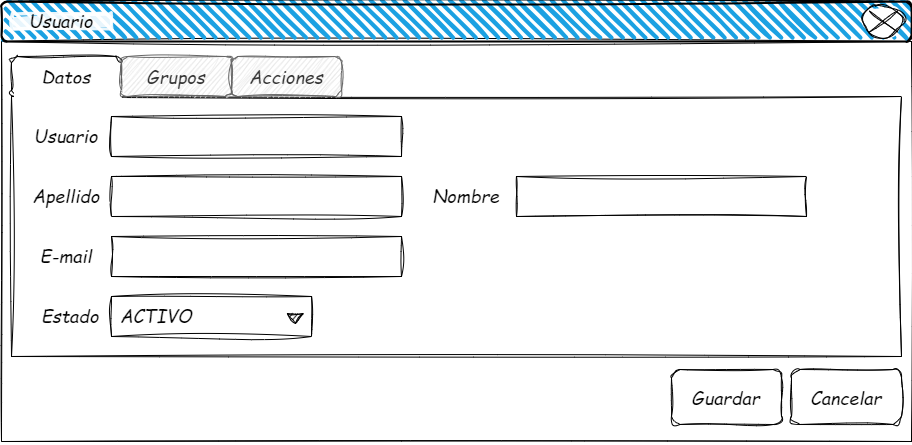 Usuario
Datos Grupos Acciones
Usuario
Apellido Nombre
E-mail
Estado ACTIVO
Guardar Cancelar